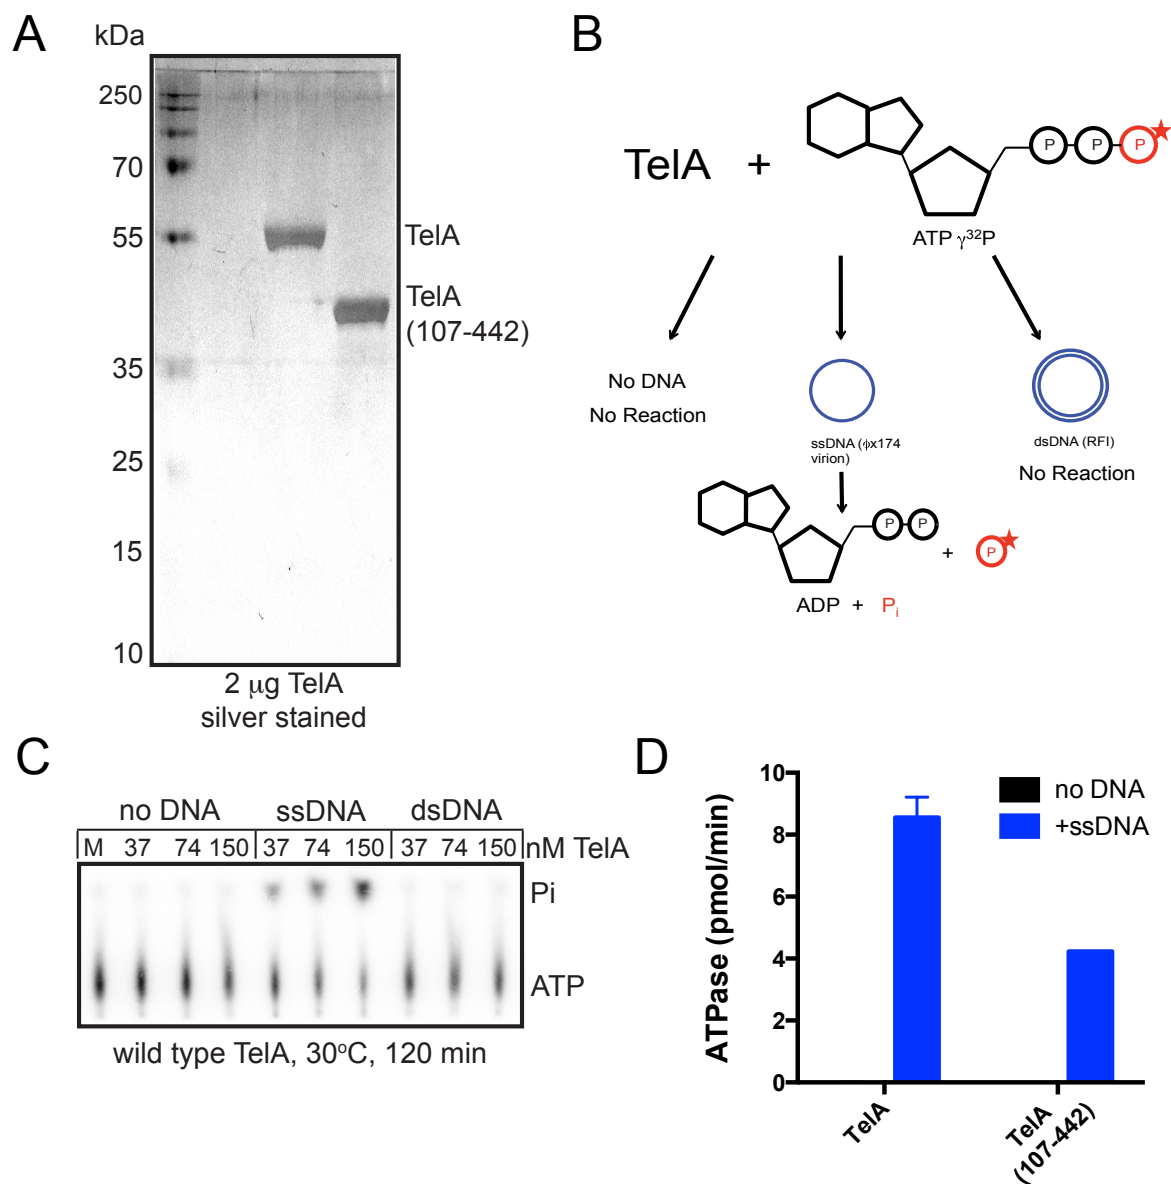 A
kDa
250
70
55
35
25
15
10
TelA
TelA
(107-442)
2 μg TelA
silver stained
B
TelA + P P P
ATP γ³²P
No DNA
No Reaction
ssDNA (φx174
virion)
dsDNA (RFI)
No Reaction
P P + P
ADP + Pᵢ
C
no DNA ssDNA dsDNA
M 37 74 150 37 74 150 37 74 150 nM TelA
Pi
ATP
wild type TelA, 30°C, 120 min
D
ATPase (pmol/min)
10
8
6
4
2
0
no DNA
+ssDNA
TelA
TelA
(107-442)